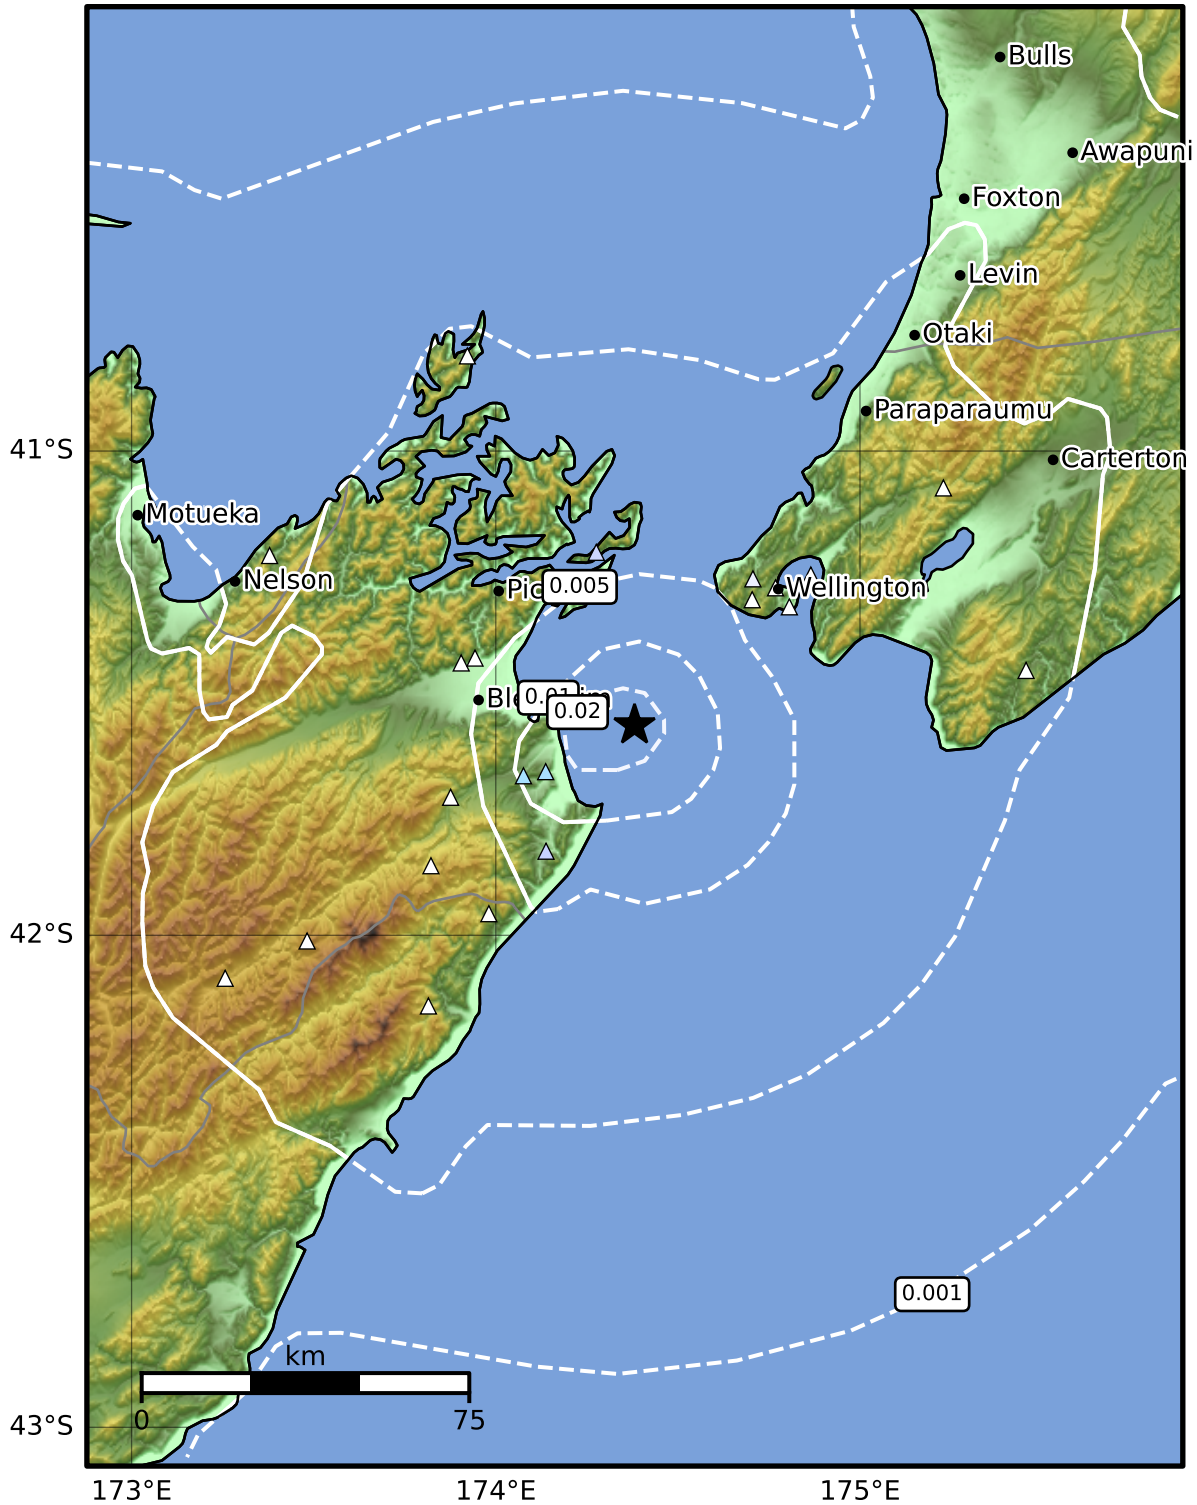 Bulls
Awapuni
Foxton
Levin
Otaki
Paraparaumu
41°S
Carterton
Motueka
Nelson
0.005
Wellington
0.02
42°S
0.001
km
0
75
43°S
173°E
174°E
175°E